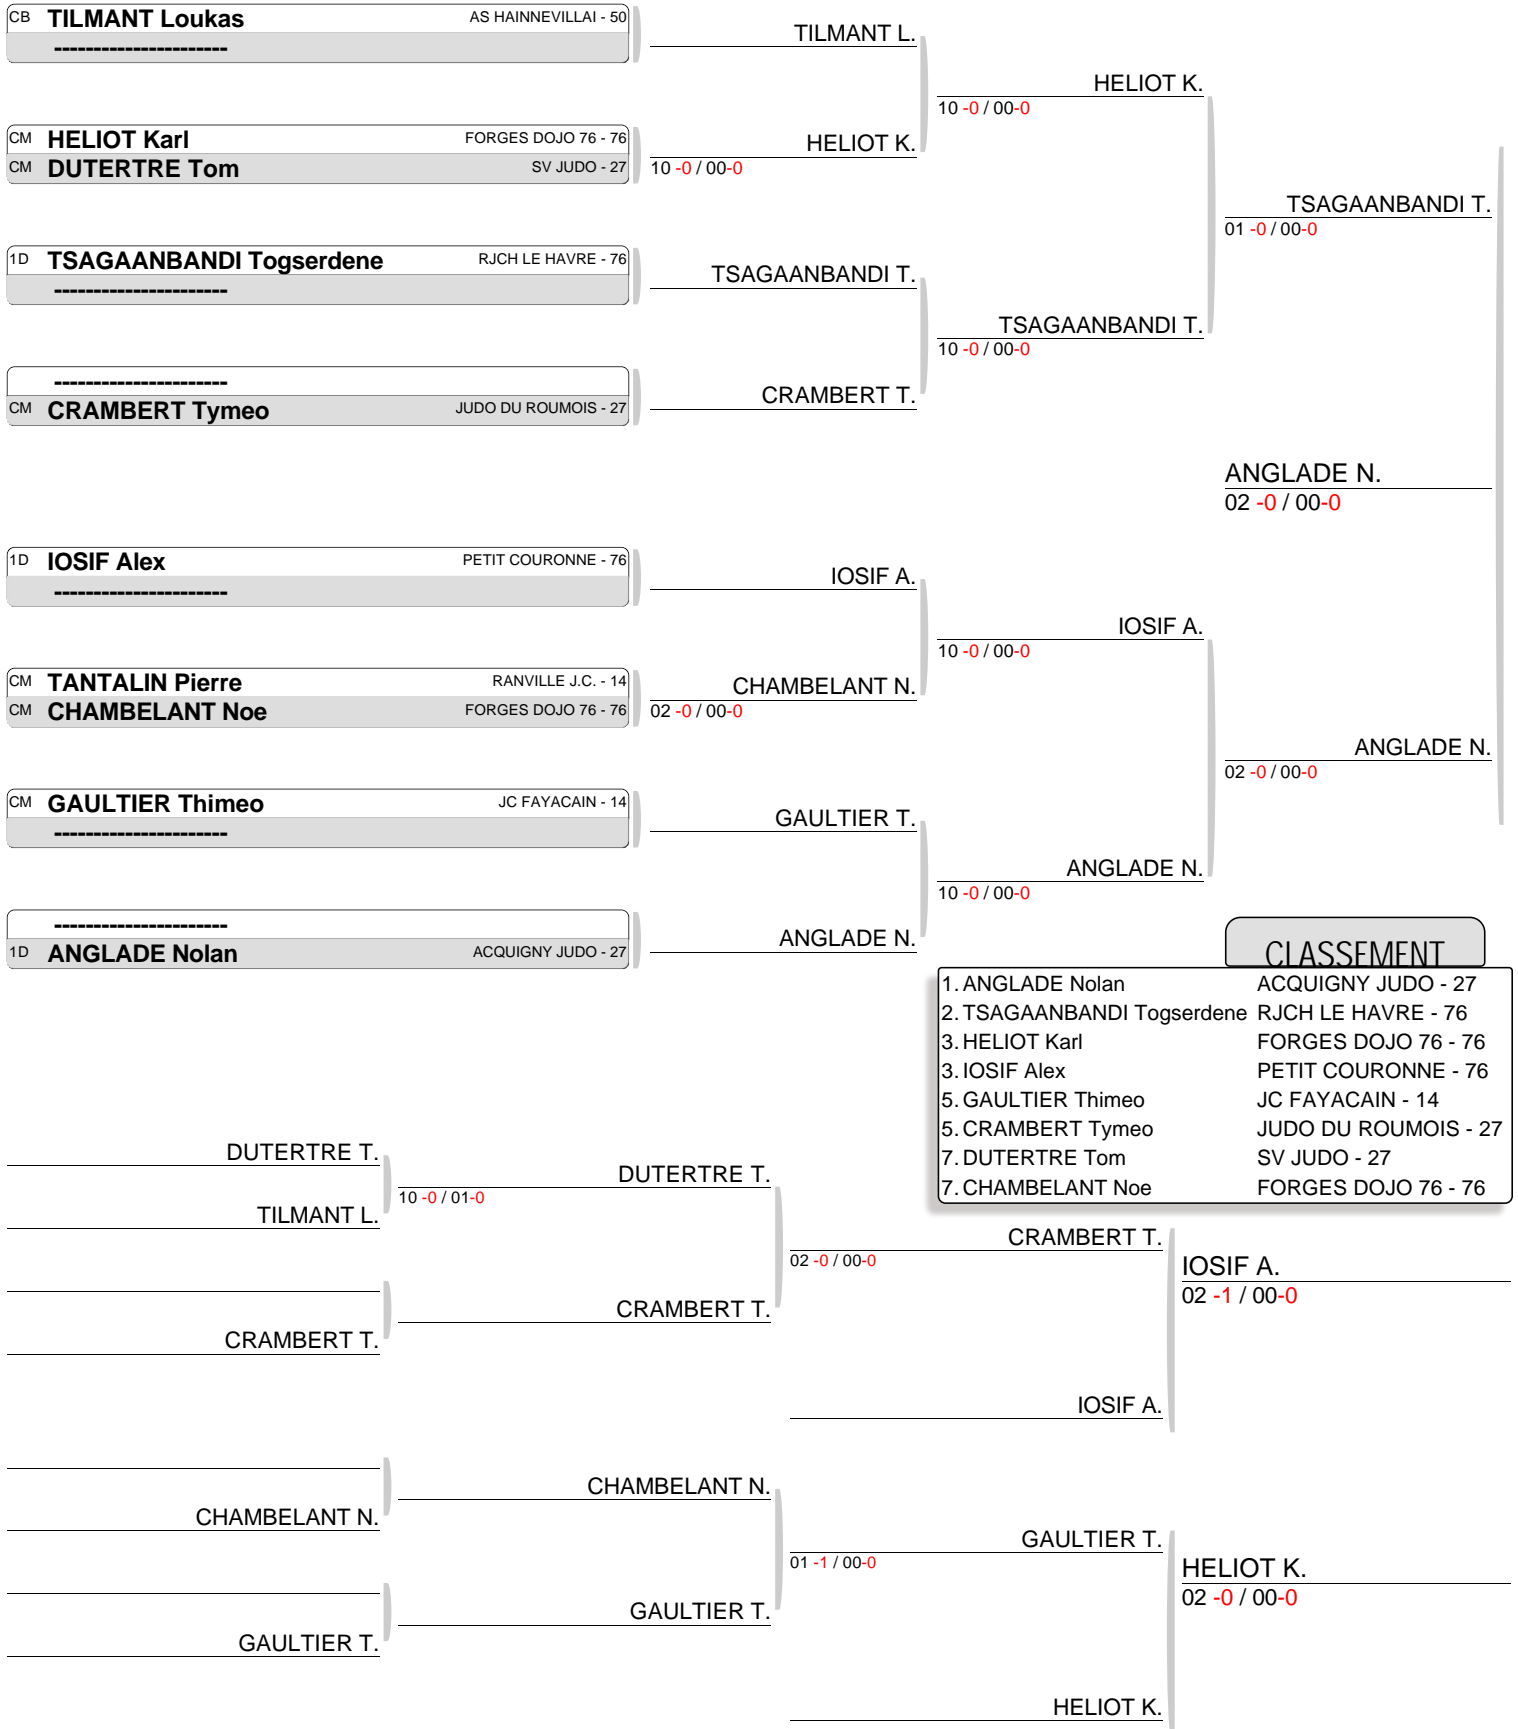 CB TILMANT Loukas AS HAINNEVILLAI - 50
----------------------
TILMANT L.
HELIOT K.
10 -0 / 00-0
CM HELIOT Karl FORGES DOJO 76 - 76
CM DUTERTRE Tom SV JUDO - 27
HELIOT K.
10 -0 / 00-0
TSAGAANBANDI T.
01 -0 / 00-0
1D TSAGAANBANDI Togserdene RJCH LE HAVRE - 76
----------------------
TSAGAANBANDI T.
TSAGAANBANDI T.
10 -0 / 00-0
----------------------
CM CRAMBERT Tymeo JUDO DU ROUMOIS - 27
CRAMBERT T.
ANGLADE N.
02 -0 / 00-0
1D IOSIF Alex PETIT COURONNE - 76
----------------------
IOSIF A.
IOSIF A.
10 -0 / 00-0
CM TANTALIN Pierre RANVILLE J.C. - 14
CM CHAMBELANT Noe FORGES DOJO 76 - 76
CHAMBELANT N.
02 -0 / 00-0
ANGLADE N.
02 -0 / 00-0
CM GAULTIER Thimeo JC FAYACAIN - 14
----------------------
GAULTIER T.
ANGLADE N.
10 -0 / 00-0
----------------------
1D ANGLADE Nolan ACQUIGNY JUDO - 27
ANGLADE N.
CLASSEMENT
1. ANGLADE Nolan ACQUIGNY JUDO - 27
2. TSAGAANBANDI Togserdene RJCH LE HAVRE - 76
3. HELIOT Karl FORGES DOJO 76 - 76
3. IOSIF Alex PETIT COURONNE - 76
5. GAULTIER Thimeo JC FAYACAIN - 14
5. CRAMBERT Tymeo JUDO DU ROUMOIS - 27
7. DUTERTRE Tom SV JUDO - 27
7. CHAMBELANT Noe FORGES DOJO 76 - 76
DUTERTRE T.
TILMANT L.
DUTERTRE T.
10 -0 / 01-0
CRAMBERT T.
CRAMBERT T.
CRAMBERT T.
02 -0 / 00-0
IOSIF A.
IOSIF A.
02 -1 / 00-0
CHAMBELANT N.
CHAMBELANT N.
GAULTIER T.
GAULTIER T.
GAULTIER T.
01 -1 / 00-0
HELIOT K.
HELIOT K.
02 -0 / 00-0